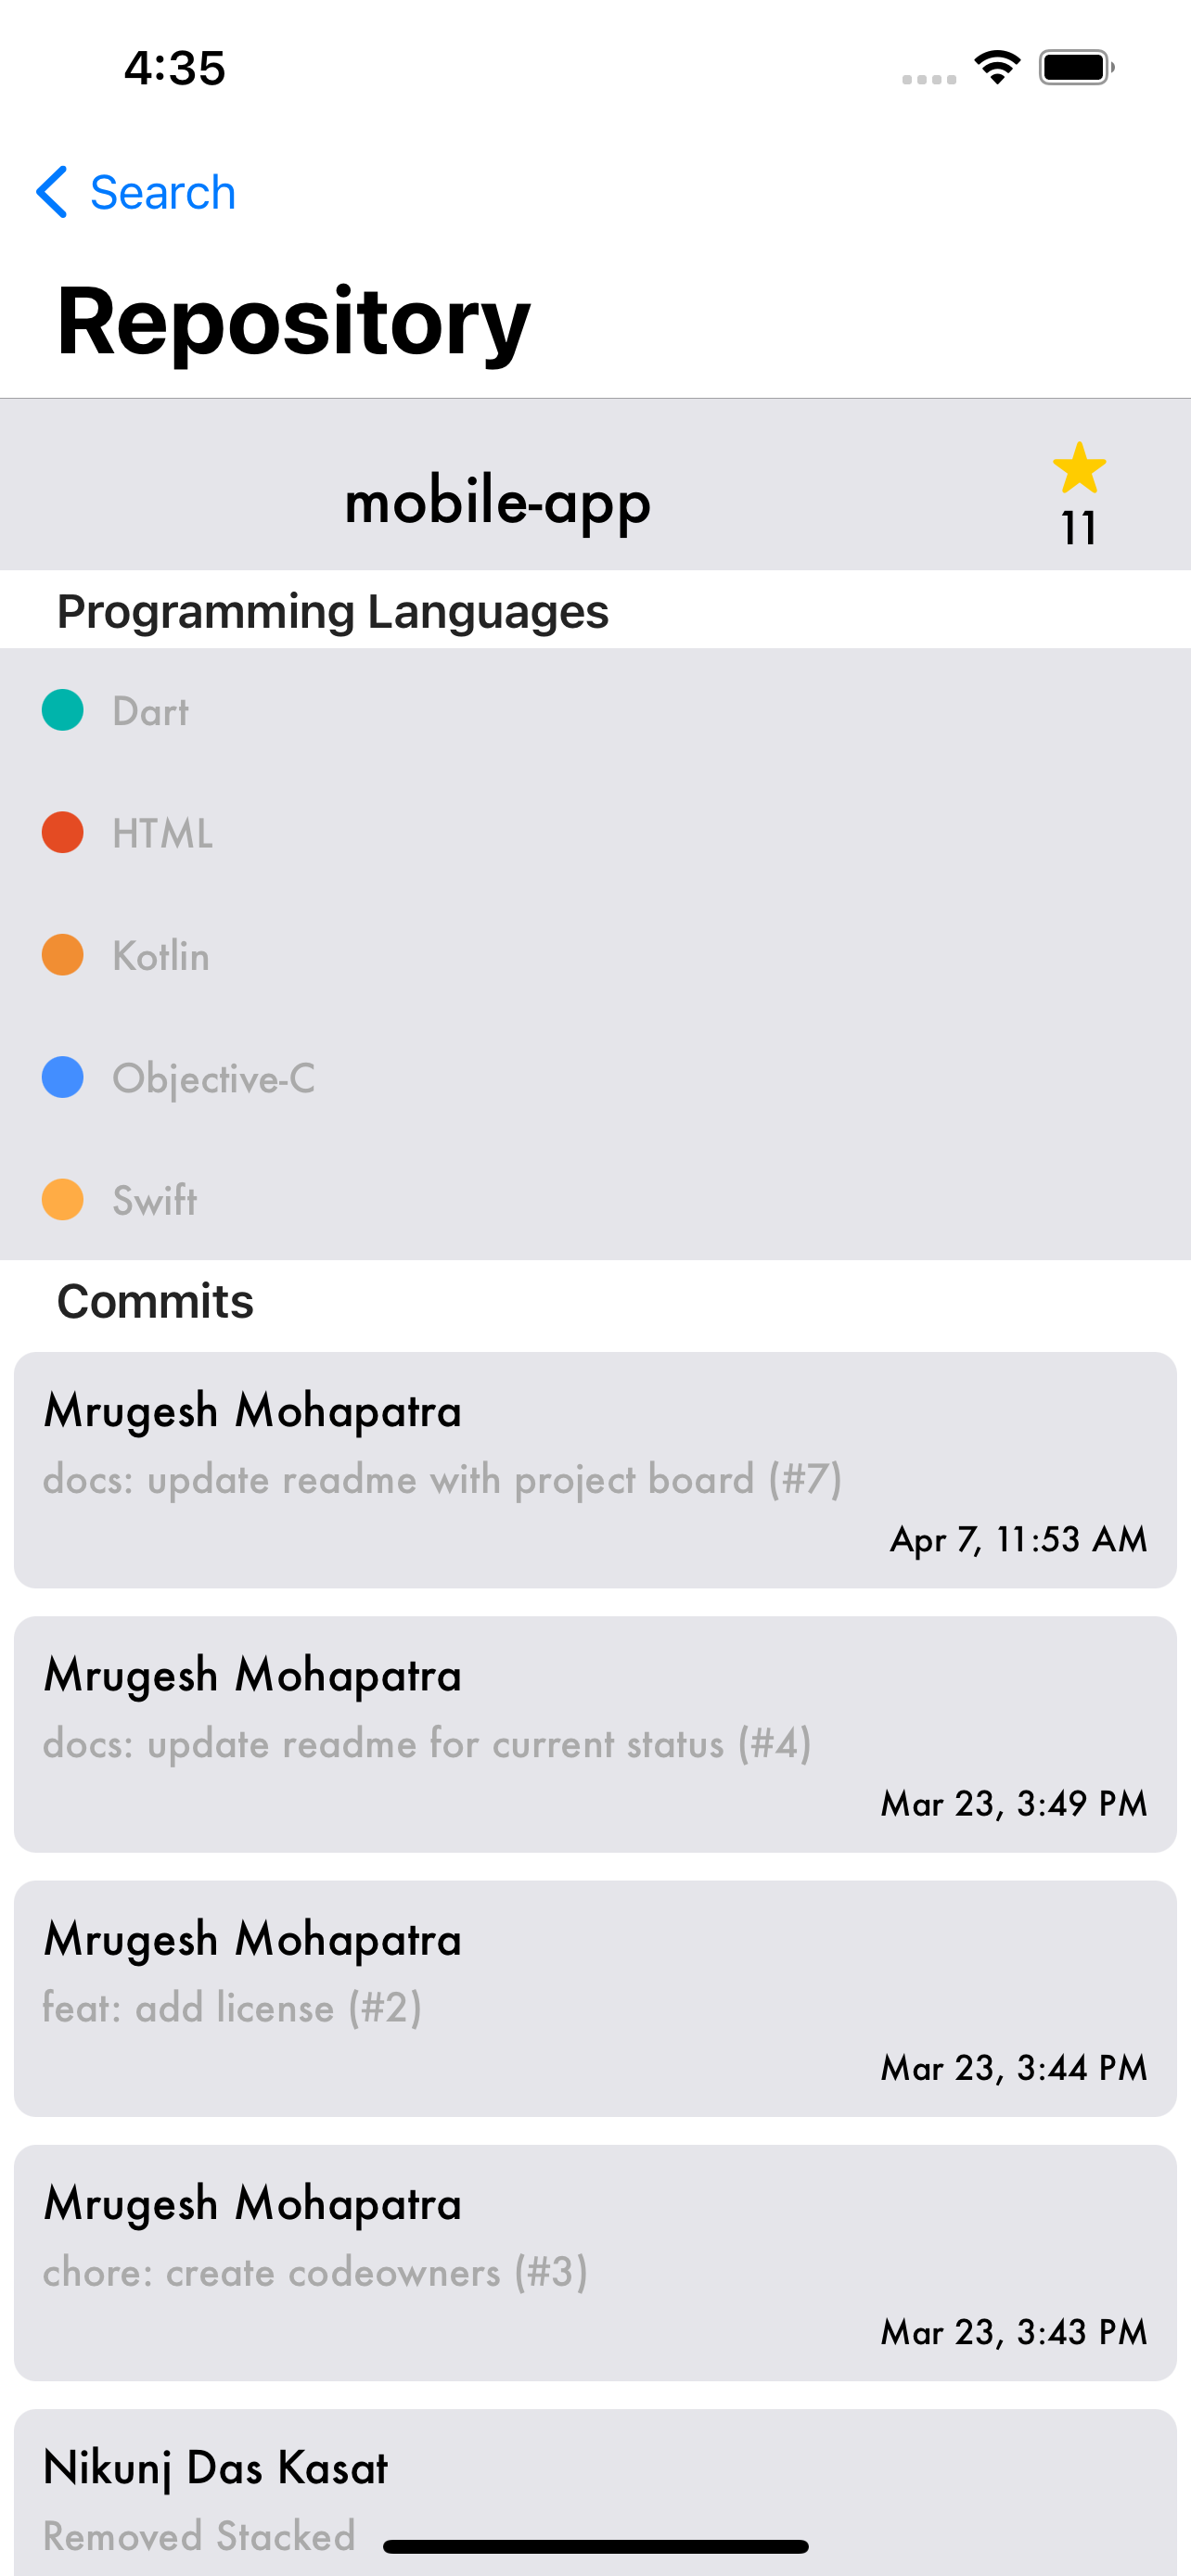 4:35
Search
Repository
mobile-app
11
Programming Languages
Dart
HTML
Kotlin
Objective-C
Swift
Commits
Mrugesh Mohapatra
docs: update readme with project board (#7)
Apr 7, 11:53 AM
Mrugesh Mohapatra
docs: update readme for current status (#4)
Mar 23, 3:49 PM
Mrugesh Mohapatra
feat: add license (#2)
Mar 23, 3:44 PM
Mrugesh Mohapatra
chore: create codeowners (#3)
Mar 23, 3:43 PM
Nikunj Das Kasat
Removed Stacked